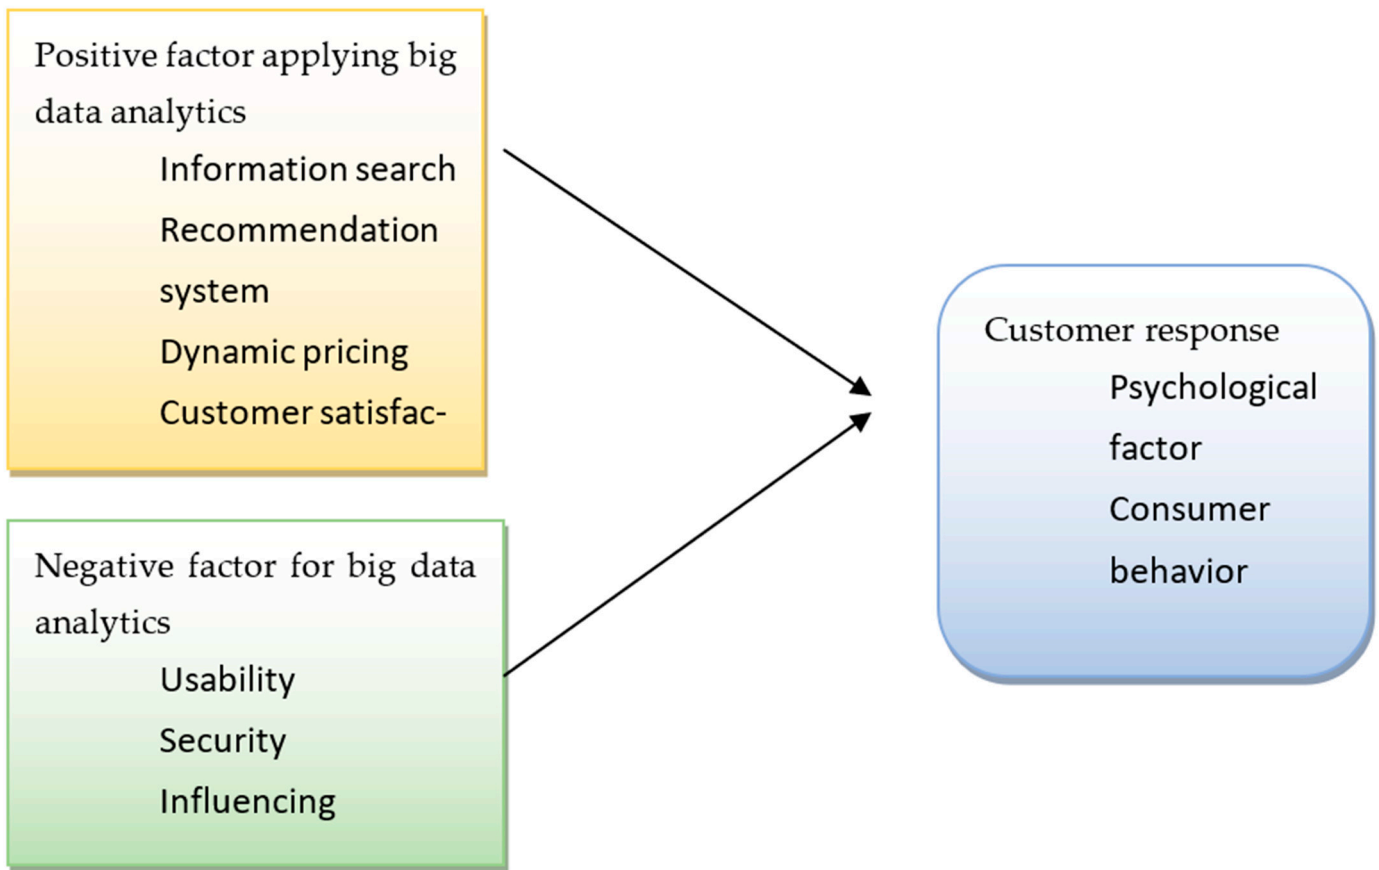 Positive factor applying big
data analytics
Information search
Recommendation
system
Dynamic pricing
Customer satisfac-
Negative factor for big data
analytics
Usability
Security
Influencing
Customer response
Psychological
factor
Consumer
behavior